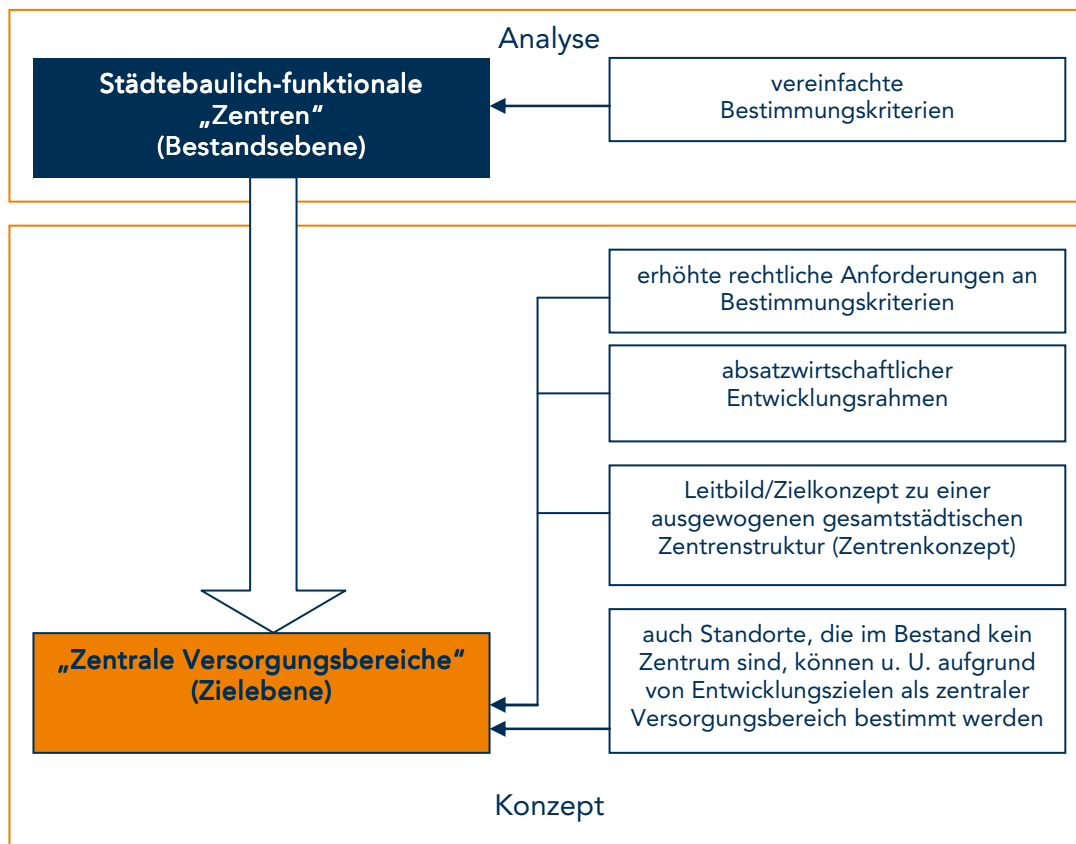 Analyse
Städtebaulich-funktionale
„Zentren“
(Bestandsebene)
vereinfachte
Bestimmungskriterien
erhöhte rechtliche Anforderungen an
Bestimmungskriterien
absatzwirtschaftlicher
Entwicklungsrahmen
Leitbild/Zielkonzept zu einer
ausgewogenen gesamtstädtischen
Zentrenstruktur (Zentrenkonzept)
auch Standorte, die im Bestand kein
Zentrum sind, können u. U. aufgrund
von Entwicklungszielen als zentraler
Versorgungsbereich bestimmt werden
„Zentrale Versorgungsbereiche“
(Zielebene)
Konzept